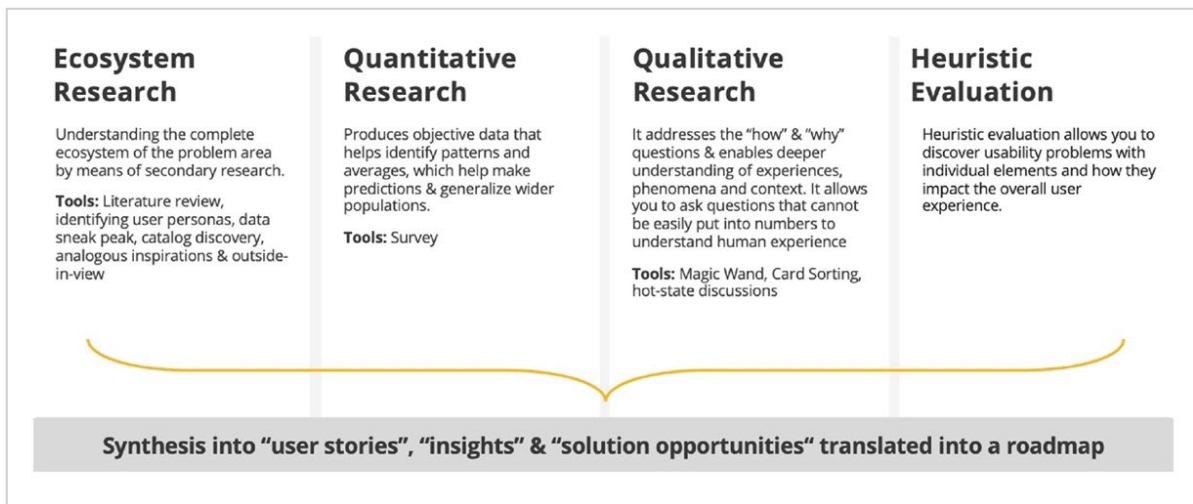 Ecosystem
Research
Understanding the complete
ecosystem of the problem area
by means of secondary research.
Tools: Literature review,
identifying user personas, data
sneak peak, catalog discovery,
analogous inspirations & outside-
in-view
Quantitative
Research
Produces objective data that
helps identify patterns and
averages, which help make
predictions & generalize wider
populations.
Tools: Survey
Qualitative
Research
It addresses the “how” & “why”
questions & enables deeper
understanding of experiences,
phenomena and context. It allows
you to ask questions that cannot
be easily put into numbers to
understand human experience
Tools: Magic Wand, Card Sorting,
hot-state discussions
Heuristic
Evaluation
Heuristic evaluation allows you to
discover usability problems with
individual elements and how they
impact the overall user
experience.
Synthesis into “user stories”, “insights” & “solution opportunities“ translated into a roadmap